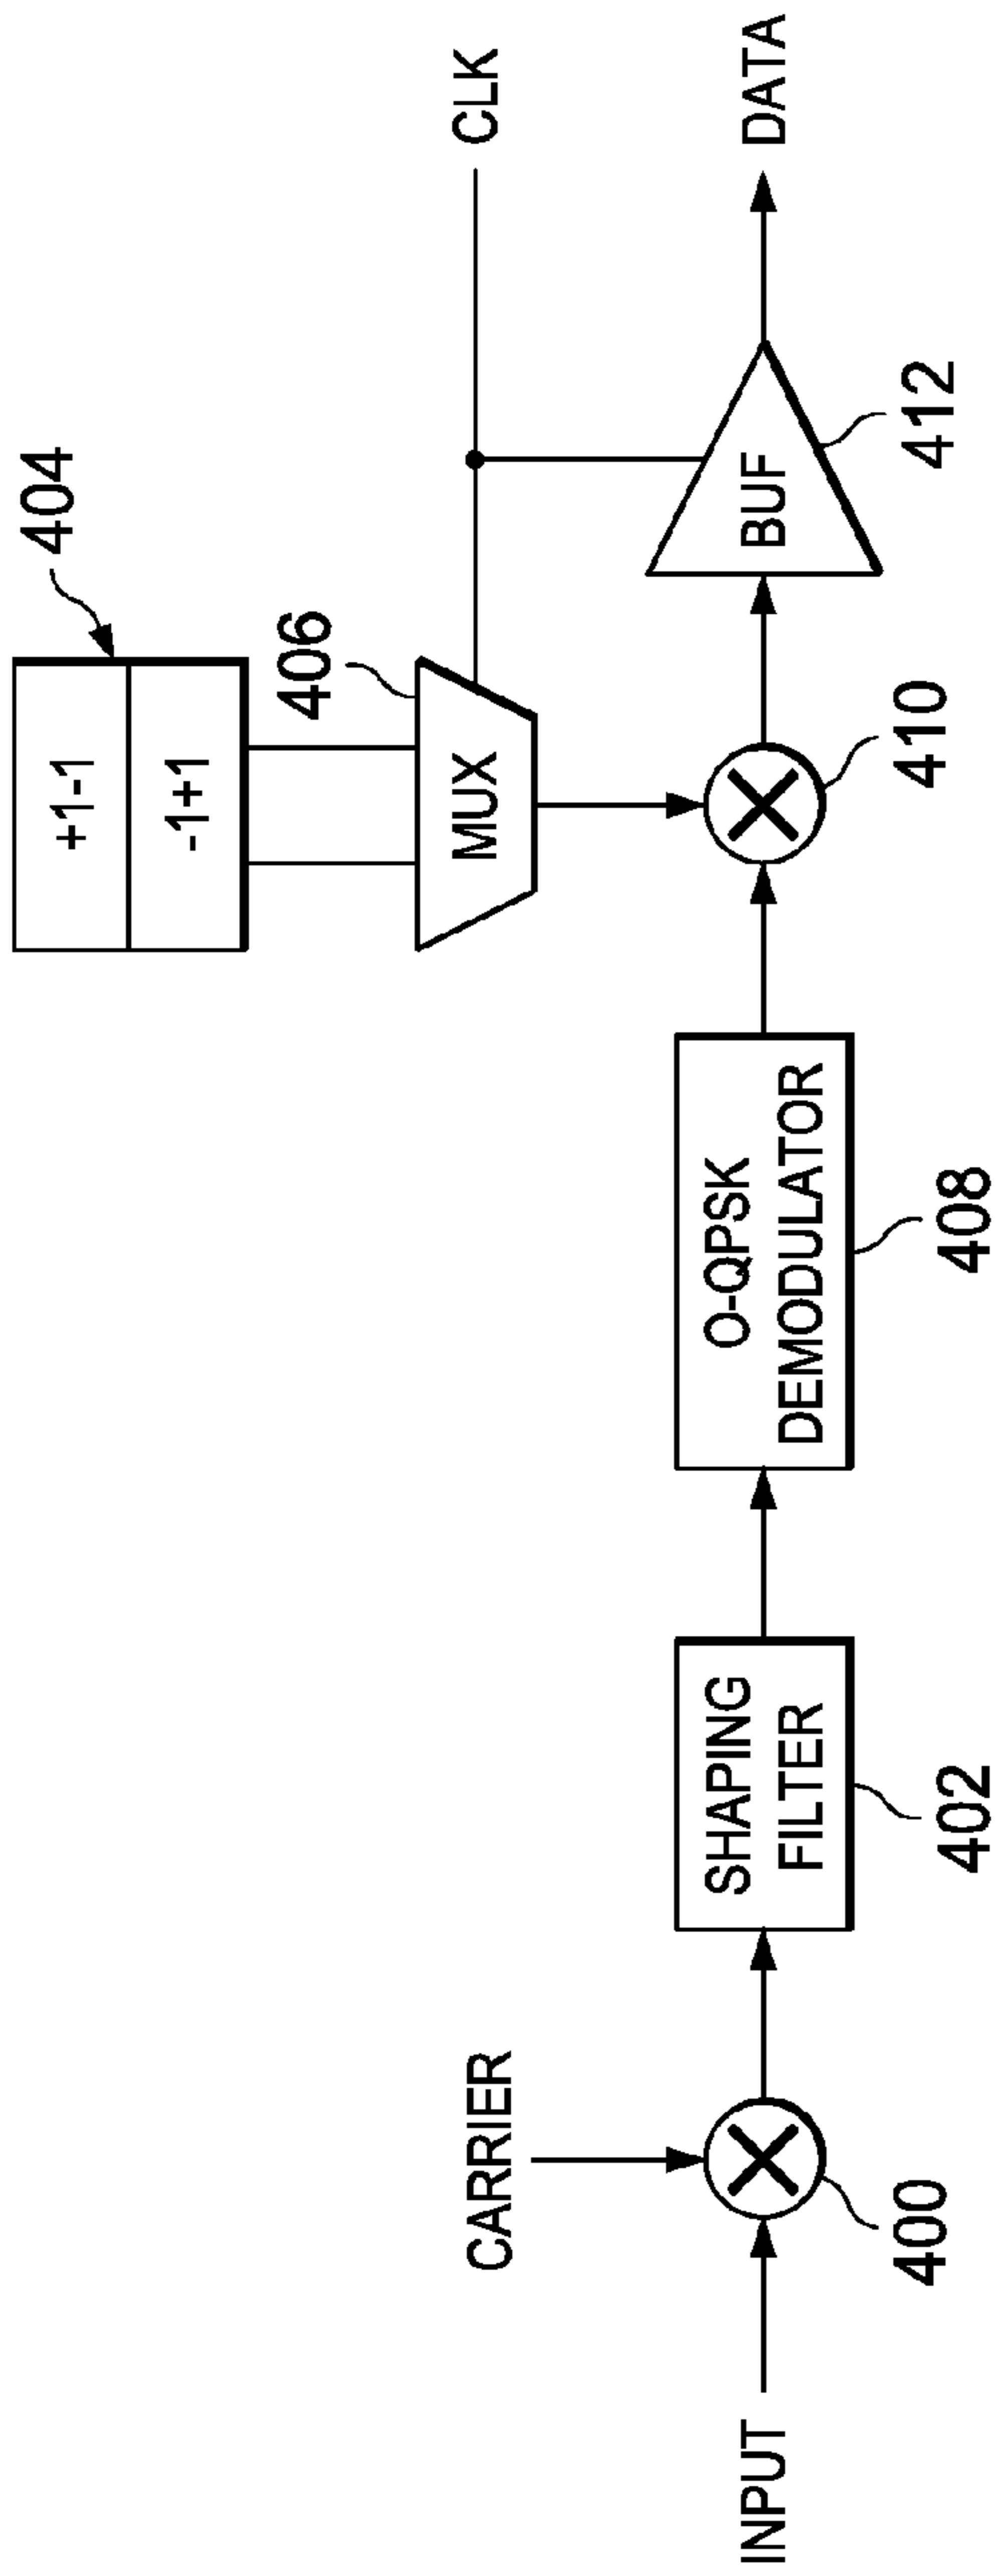 404
+1-1
-1+1
406
MUX
CLK
CARRIER
INPUT
400
SHAPING
FILTER
402
O-QPSK
DEMODULATOR
408
410
BUF
412
DATA